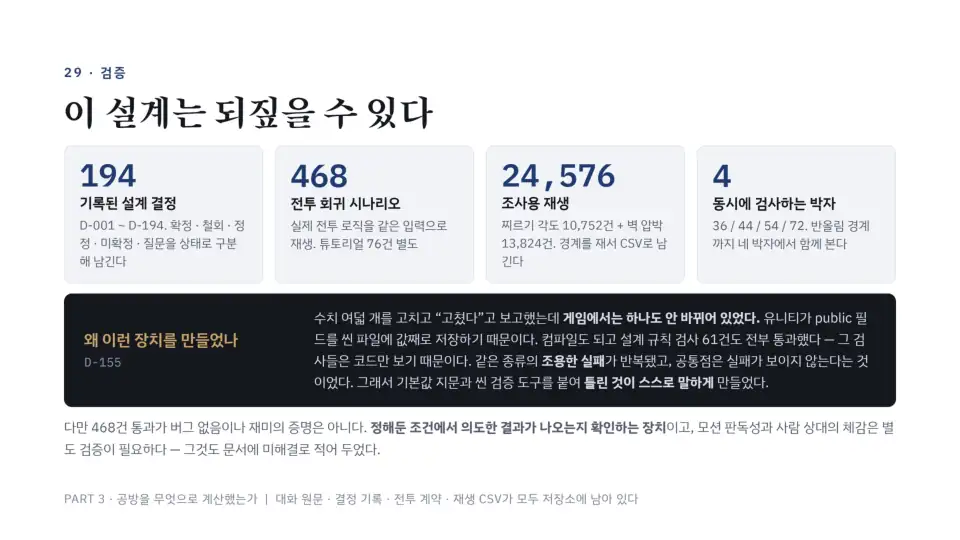 29 · 검증
이 설계는 되짚을 수 있다
194
기록된 설계 결정
D-001 ~ D-194. 확정 · 철회 · 정
정 · 미확정 · 질문을 상태로 구분
해 남긴다
468
전투 회귀 시나리오
실제 전투 로직을 같은 입력으로
재생. 튜토리얼 76건 별도
24,576
조사용 재생
찌르기 각도 10,752건 + 벽 압박
13,824건. 경계를 재서 CSV로 남
긴다
4
동시에 검사하는 박자
36 / 44 / 54 / 72. 반올림 경계
까지 네 박자에서 함께 본다
왜 이런 장치를 만들었나
D-155
수치 여덟 개를 고치고 “고쳤다”고 보고했는데 게임에서는 하나도 안 바뀌어 있었다. 유니티가 public 필
드를 씬 파일에 값째로 저장하기 때문이다. 컴파일도 되고 설계 규칙 검사 61건도 전부 통과했다 — 그 검
사들은 코드만 보기 때문이다. 같은 종류의 조용한 실패가 반복됐고, 공통점은 실패가 보이지 않는다는 것
이었다. 그래서 기본값 지문과 씬 검증 도구를 붙여 틀린 것이 스스로 말하게 만들었다.
다만 468건 통과가 버그 없음이나 재미의 증명은 아니다. 정해둔 조건에서 의도한 결과가 나오는지 확인하는 장치이고, 모션 판독성과 사람 상대의 체감은 별
도 검증이 필요하다 — 그것도 문서에 미해결로 적어 두었다.
PART 3 · 공방을 무엇으로 계산했는가 | 대화 원문 · 결정 기록 · 전투 계약 · 재생 CSV가 모두 저장소에 남아 있다